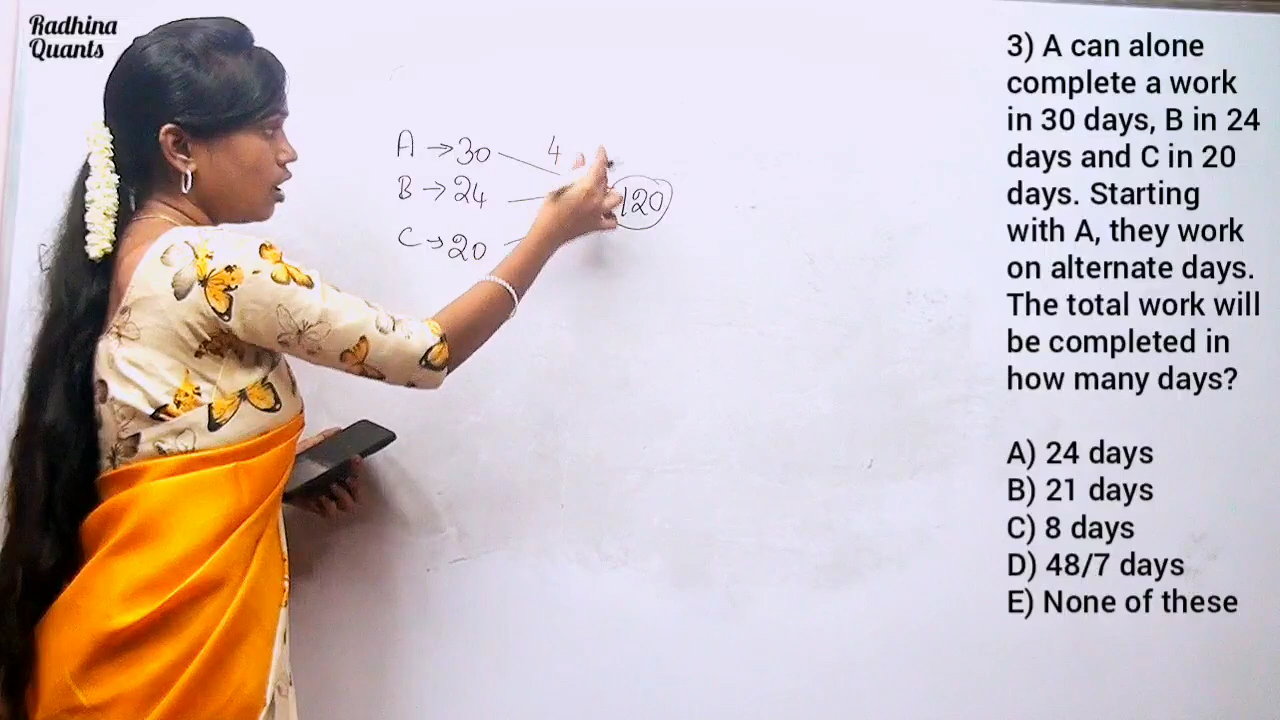 Radhina
Quants
A → 30 4
B → 24 120
C → 20
3) A can alone
complete a work
in 30 days, B in 24
days and C in 20
days. Starting
with A, they work
on alternate days.
The total work will
be completed in
how many days?
A) 24 days
B) 21 days
C) 8 days
D) 48/7 days
E) None of these